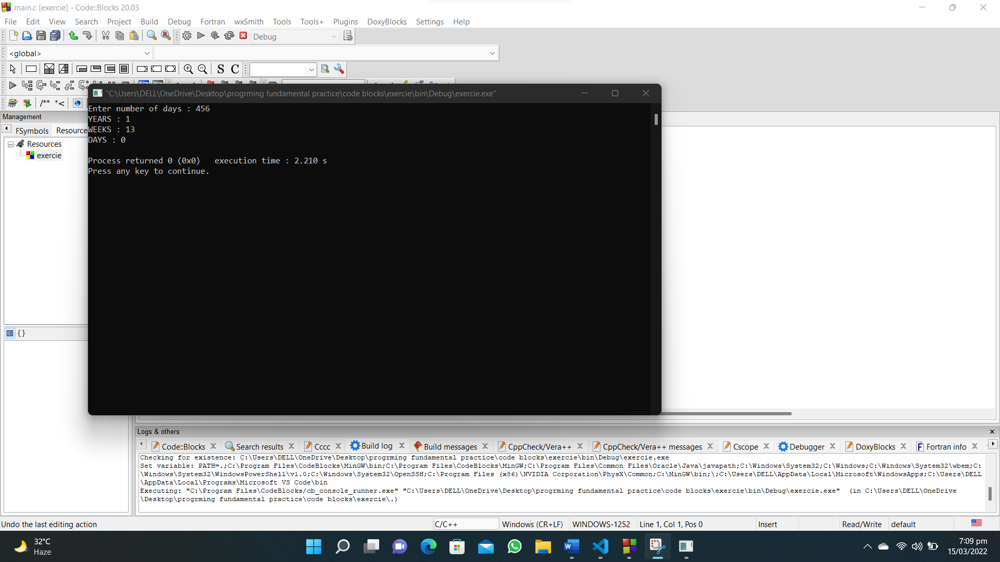 main.c [exercie] - Code::Blocks 20.03
File Edit View Search Project Build Debug Fortran wxSmith Tools Tools+ Plugins DoxyBlocks Settings Help
Debug
<global>
S C
/** *<
"C:\Users\DELL\OneDrive\Desktop\progrming fundamental practice\code blocks\exercie\bin\Debug\exercie.exe"
Management
FSymbols Resource
Resources
exercie
{}
Enter number of days : 456
YEARS : 1
WEEKS : 13
DAYS : 0
Process returned 0 (0x0)   execution time : 2.210 s
Press any key to continue.
Logs & others
Code::Blocks Search results Cccc Build log Build messages CppCheck/Vera++ CppCheck/Vera++ messages Cscope Debugger DoxyBlocks Fortran info
Checking for existence: C:\Users\DELL\OneDrive\Desktop\progrming fundamental practice\code blocks\exercie\bin\Debug\exercie.exe
Set variable: PATH=.;C:\Program Files\CodeBlocks\MinGW\bin;C:\Program Files\CodeBlocks\MinGW;C:\Program Files\Common Files\Oracle\Java\javapath;C:\Windows\System32;C:\Windows;C:\Windows\System32\wbem;C:
\Windows\System32\WindowsPowerShell\v1.0;C:\Windows\System32\OpenSSH;C:\Program Files (x86)\NVIDIA Corporation\PhysX\Common;C:\MinGW\bin;\;C:\Users\DELL\AppData\Local\Microsoft\WindowsApps;C:\Users\DELL
\AppData\Local\Programs\Microsoft VS Code\bin
Executing: "C:\Program Files\CodeBlocks/cb_console_runner.exe" "C:\Users\DELL\OneDrive\Desktop\progrming fundamental practice\code blocks\exercie\bin\Debug\exercie.exe"  (in C:\Users\DELL\OneDrive
\Desktop\progrming fundamental practice\code blocks\exercie\.)
Undo the last editing action C/C++ Windows (CR+LF) WINDOWS-1252 Line 1, Col 1, Pos 0 Insert Read/Write default
32°C
Haze
7:09 pm
15/03/2022